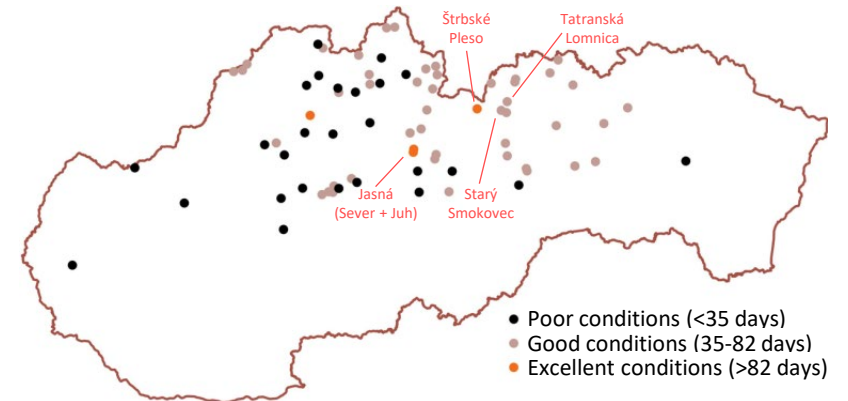 Štrbské
Pleso
Tatranská
Lomnica
Jasná
(Sever + Juh)
Starý
Smokovec
Poor conditions (<35 days)
Good conditions (35-82 days)
Excellent conditions (>82 days)